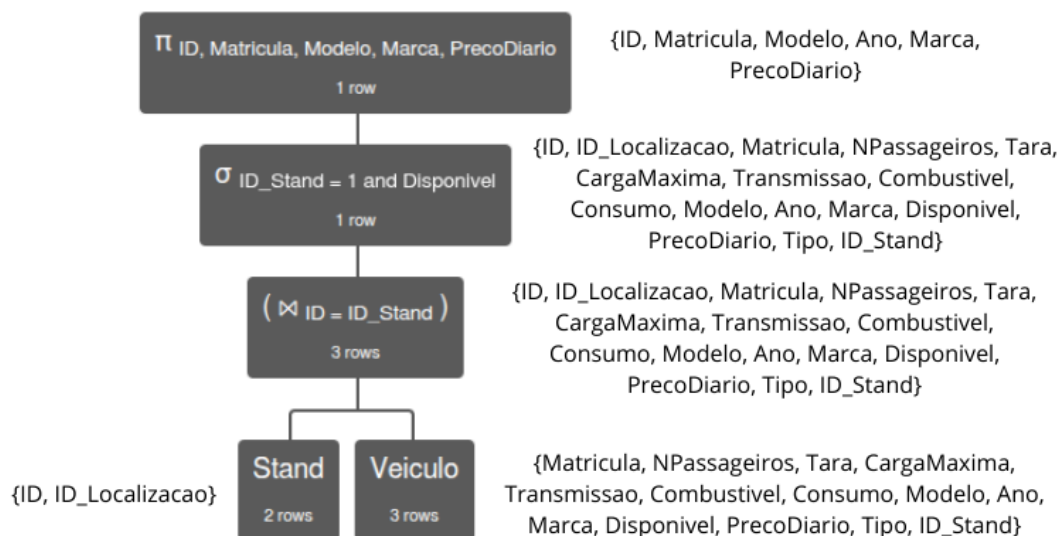 π ID, Matricula, Modelo, Marca, PrecoDiario
1 row
{ID, Matricula, Modelo, Ano, Marca,
PrecoDiario}
σ ID_Stand = 1 and Disponivel
1 row
{ID, ID_Localizacao, Matricula, NPassageiros, Tara,
CargaMaxima, Transmissao, Combustivel,
Consumo, Modelo, Ano, Marca, Disponivel,
PrecoDiario, Tipo, ID_Stand}
( ⋈ ID = ID_Stand )
3 rows
{ID, ID_Localizacao, Matricula, NPassageiros, Tara,
CargaMaxima, Transmissao, Combustivel,
Consumo, Modelo, Ano, Marca, Disponivel,
PrecoDiario, Tipo, ID_Stand}
{ID, ID_Localizacao}
Stand
2 rows
Veiculo
3 rows
{Matricula, NPassageiros, Tara, CargaMaxima,
Transmissao, Combustivel, Consumo, Modelo, Ano,
Marca, Disponivel, PrecoDiario, Tipo, ID_Stand}